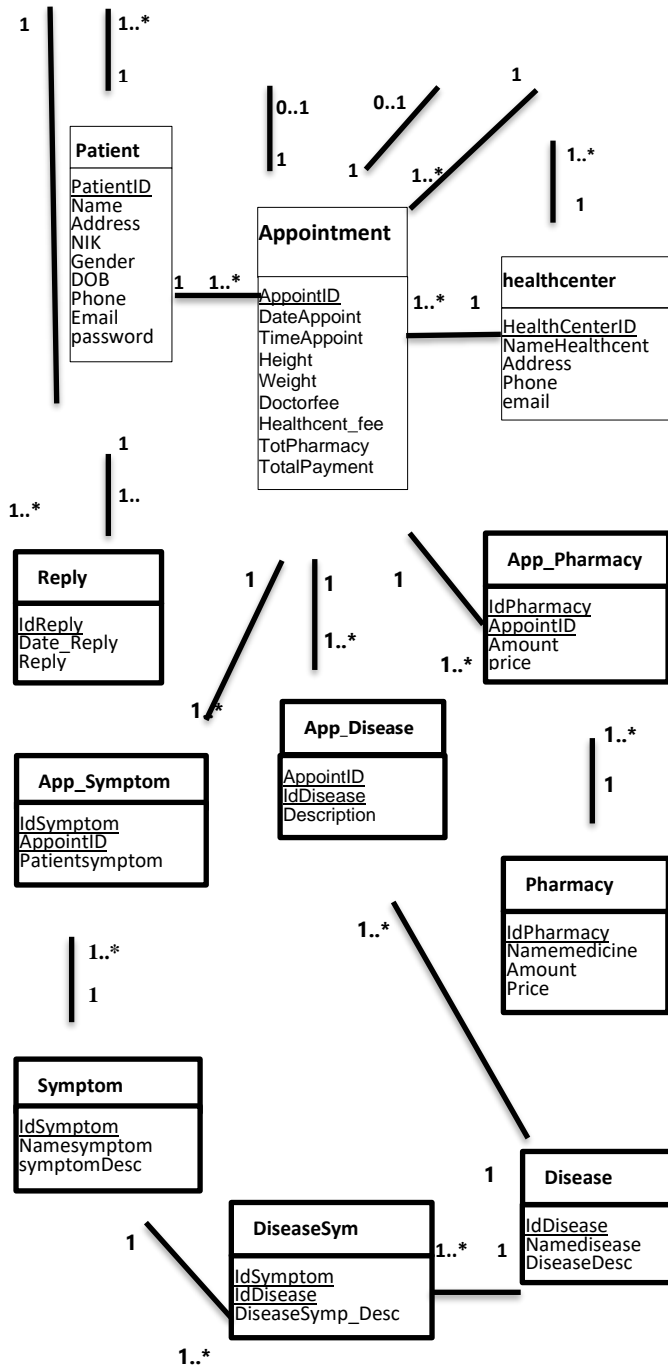 1
1..*
1
0..1
1
0..1
1
1
1..*
1..*
1
Patient
PatientID
Name
Address
NIK
Gender
DOB
Phone
Email
password
1
1..*
Appointment
AppointID
DateAppoint
TimeAppoint
Height
Weight
Doctorfee
Healthcent_fee
TotPharmacy
TotalPayment
1..*
1
healthcenter
HealthCenterID
NameHealthcent
Address
Phone
email
1
1..
1..*
Reply
IdReply
Date_Reply
Reply
1
1..*
1
1..*
1
1..*
App_Pharmacy
IdPharmacy
AppointID
Amount
price
App_Symptom
IdSymptom
AppointID
Patientsymptom
App_Disease
AppointID
IdDisease
Description
1..*
1
Pharmacy
IdPharmacy
Namemedicine
Amount
Price
1..*
1
1..*
1
Symptom
IdSymptom
Namesymptom
symptomDesc
1
1..*
DiseaseSym
IdSymptom
IdDisease
DiseaseSymp_Desc
1..*
1
Disease
IdDisease
Namedisease
DiseaseDesc